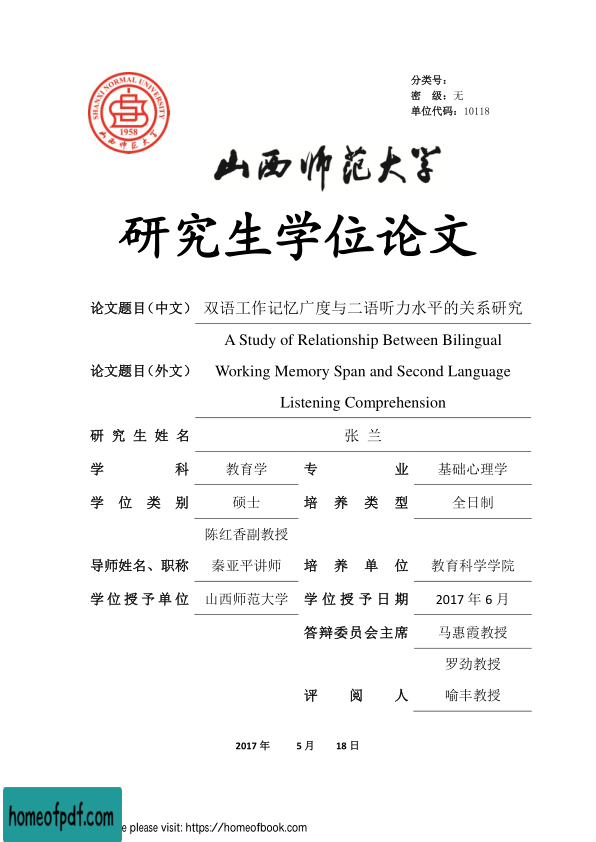 分类号：
密 级：无
单位代码：10118
SHANXI NORMAL UNIVERSITY
1958
山西师范大学
山西师范大学
研究生学位论文
论文题目（中文） 双语工作记忆广度与二语听力水平的关系研究
A Study of Relationship Between Bilingual
论文题目（外文） Working Memory Span and Second Language
Listening Comprehension
研究生姓名 张 兰
学 科 教育学 专 业 基础心理学
学位类别 硕士 培养类型 全日制
陈红香副教授
导师姓名、职称 秦亚平讲师 培养单位 教育科学学院
学位授予单位 山西师范大学 学位授予日期 2017 年 6 月
答辩委员会主席 马惠霞教授
罗劲教授
评 阅 人 喻丰教授
2017 年 5 月 18 日
homeofpdf.com
e please visit: https://homeofbook.com